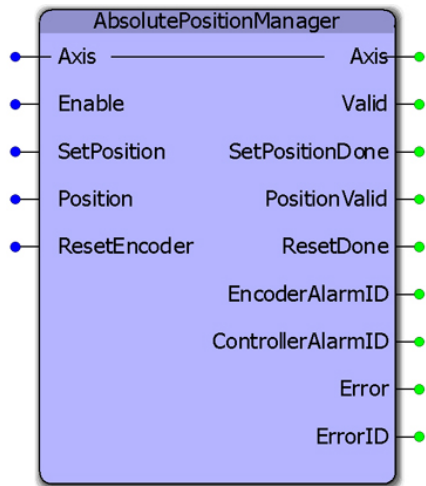 AbsolutePositionManager
Axis Axis
Enable Valid
SetPosition SetPositionDone
Position PositionValid
ResetEncoder ResetDone
EncoderAlarmID
ControllerAlarmID
Error
ErrorID